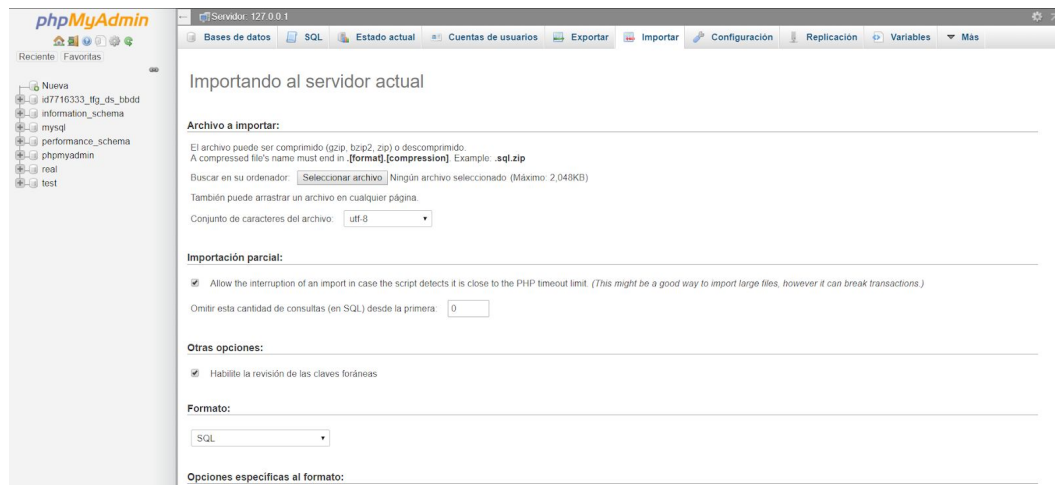 phpMyAdmin
Reciente Favoritas
Nueva
id7716333_tfg_ds_bbdd
information_schema
mysql
performance_schema
phpmyadmin
real
test
Servidor: 127.0.0.1
Bases de datos SQL Estado actual Cuentas de usuarios Exportar Importar Configuración Replicación Variables Más
Importando al servidor actual
Archivo a importar:
El archivo puede ser comprimido (gzip, bzip2, zip) o descomprimido.
A compressed file's name must end in .[format].[compression]. Example: .sql.zip
Buscar en su ordenador: Seleccionar archivo Ningún archivo seleccionado (Máximo: 2,048KB)
También puede arrastrar un archivo en cualquier página.
Conjunto de caracteres del archivo: utf-8
Importación parcial:
Allow the interruption of an import in case the script detects it is close to the PHP timeout limit. (This might be a good way to import large files, however it can break transactions.)
Omitir esta cantidad de consultas (en SQL) desde la primera: 0
Otras opciones:
Habilite la revisión de las claves foráneas
Formato:
SQL
Opciones específicas al formato: